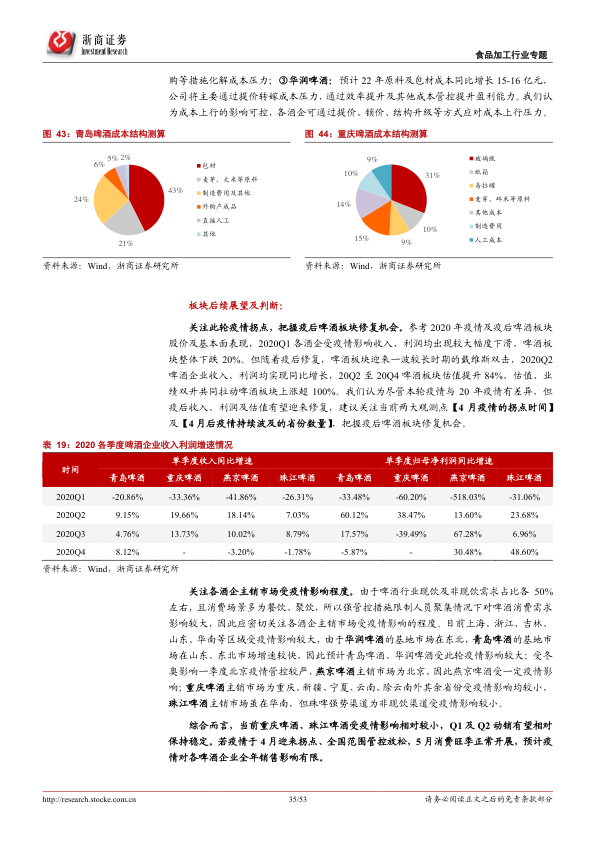 浙商证券
Investment Research
食品加工行业专题
购等措施化解成本压力；③华润啤酒：预计 22 年原料及包材成本同比增长 15-16 亿元，
公司将主要通过提价转嫁成本压力，通过效率提升及其他成本管控提升盈利能力。我们认
为成本上行的影响可控，各酒企可通过提价、锁价、结构升级等方式应对成本上行压力。
图 43：青岛啤酒成本结构测算
43%
21%
24%
6%
5%
2%
包材
麦芽、大米等原料
制造费用及其他
外购产成品
直接人工
其他
资料来源：Wind，浙商证券研究所
图 44：重庆啤酒成本结构测算
31%
10%
9%
15%
14%
10%
9%
玻璃瓶
纸箱
易拉罐
麦芽、碎米等原料
其他成本
制造费用
人工成本
资料来源：Wind，浙商证券研究所
板块后续展望及判断：
关注此轮疫情拐点，把握疫后啤酒板块修复机会。参考 2020 年疫情及疫后啤酒板块
股价及基本面表现，2020Q1 各酒企受疫情影响收入、利润均出现较大幅度下滑，啤酒板
块整体下跌 20%。但随着疫后修复，啤酒板块迎来一波较长时期的戴维斯双击，2020Q2
啤酒企业收入、利润均实现同比增长，20Q2 至 20Q4 啤酒板块估值提升 84%，估值、业
绩双开共同拉动啤酒板块上涨超 100%。我们认为尽管本轮疫情与 20 年疫情有差异，但
疫后收入、利润及估值有望迎来修复，建议关注当前两大观测点【4 月疫情的拐点时间】
及【4 月后疫情持续波及的省份数量】，把握疫后啤酒板块修复机会。
表 19：2020 各季度啤酒企业收入利润增速情况
时间 单季度收入同比增速 单季度归母净利润同比增速
青岛啤酒 重庆啤酒 燕京啤酒 珠江啤酒 青岛啤酒 重庆啤酒 燕京啤酒 珠江啤酒
2020Q1 -20.86% -33.36% -41.86% -26.31% -33.48% -60.20% -518.03% -31.06%
2020Q2 9.15% 19.66% 18.14% 7.03% 60.12% 38.47% 13.60% 23.68%
2020Q3 4.76% 13.73% 10.02% 8.79% 17.57% -39.49% 67.28% 6.96%
2020Q4 8.12% - -3.20% -1.78% -5.87% - 30.48% 48.60%
资料来源：Wind，浙商证券研究所
关注各酒企主销市场受疫情影响程度。由于啤酒行业现饮及非现饮需求占比各 50%
左右，且消费场景多为餐饮、聚饮，所以强管控措施限制人员聚集情况下对啤酒消费需求
影响较大，因此应密切关注各酒企主销市场受疫情影响的程度。目前上海、浙江、吉林、
山东、华南等区域受疫情影响较大，由于华润啤酒的基地市场在东北，青岛啤酒的基地市
场在山东、东北市场增速较快，因此预计青岛啤酒、华润啤酒受此轮疫情影响较大；受冬
奥影响一季度北京疫情管控较严，燕京啤酒主销市场为北京，因此燕京啤酒受一定疫情影
响；重庆啤酒主销市场为重庆、新疆、宁夏、云南，除云南外其余省份受疫情影响均较小，
珠江啤酒主销市场虽在华南，但珠啤强势渠道为非现饮渠道受疫情影响较小。
综合而言，当前重庆啤酒、珠江啤酒受疫情影响相对较小，Q1 及 Q2 动销有望相对
保持稳定。若疫情于 4 月迎来拐点、全国范围管控放松，5 月消费旺季正常开展，预计疫
情对各啤酒企业全年销售影响有限。
http://research.stocke.com.cn
35/53
请务必阅读正文之后的免责条款部分